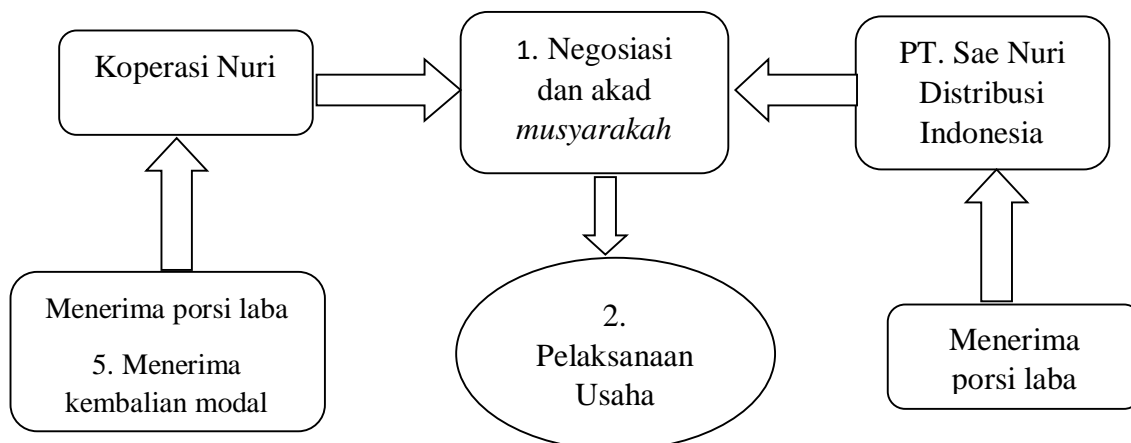 Koperasi Nuri
1. Negosiasi
dan akad
musyarakah
PT. Sae Nuri
Distribusi
Indonesia
Menerima porsi laba
5. Menerima
kembalian modal
2.
Pelaksanaan
Usaha
Menerima
porsi laba